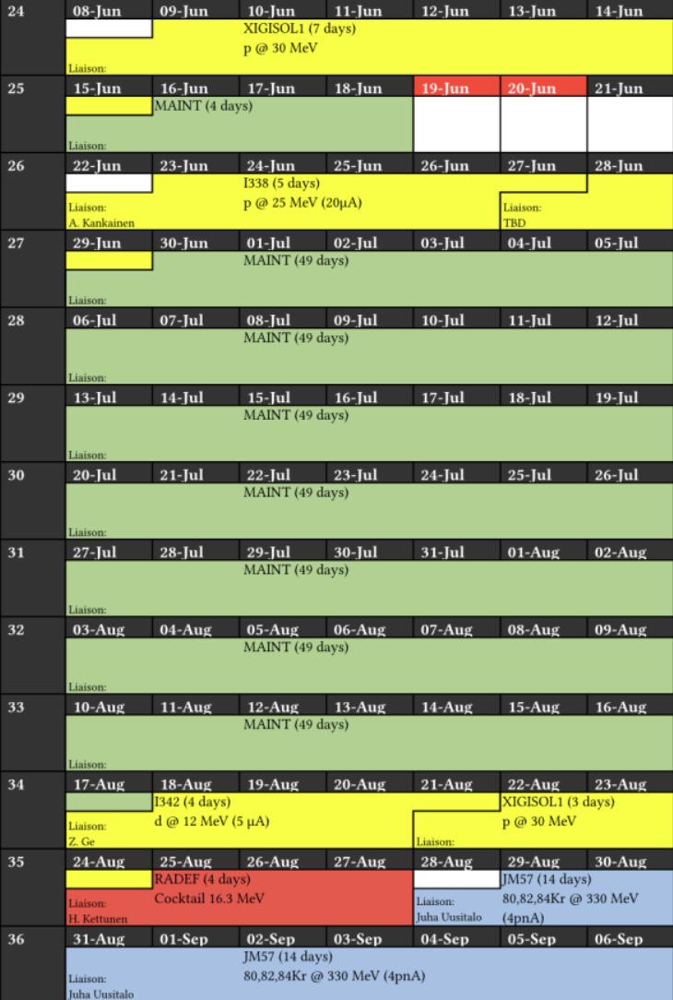 24 08-Jun 09-Jun 10-Jun 11-Jun 12-Jun 13-Jun 14-Jun
XIGISOL1 (7 days)
p @ 30 MeV
Liaison:
25 15-Jun 16-Jun 17-Jun 18-Jun 19-Jun 20-Jun 21-Jun
MAINT (4 days)
Liaison:
26 22-Jun 23-Jun 24-Jun 25-Jun 26-Jun 27-Jun 28-Jun
I338 (5 days)
p @ 25 MeV (20μA)
Liaison:
A. Kankainen
Liaison:
TBD
27 29-Jun 30-Jun 01-Jul 02-Jul 03-Jul 04-Jul 05-Jul
MAINT (49 days)
Liaison:
28 06-Jul 07-Jul 08-Jul 09-Jul 10-Jul 11-Jul 12-Jul
MAINT (49 days)
Liaison:
29 13-Jul 14-Jul 15-Jul 16-Jul 17-Jul 18-Jul 19-Jul
MAINT (49 days)
Liaison:
30 20-Jul 21-Jul 22-Jul 23-Jul 24-Jul 25-Jul 26-Jul
MAINT (49 days)
Liaison:
31 27-Jul 28-Jul 29-Jul 30-Jul 31-Jul 01-Aug 02-Aug
MAINT (49 days)
Liaison:
32 03-Aug 04-Aug 05-Aug 06-Aug 07-Aug 08-Aug 09-Aug
MAINT (49 days)
Liaison:
33 10-Aug 11-Aug 12-Aug 13-Aug 14-Aug 15-Aug 16-Aug
MAINT (49 days)
Liaison:
34 17-Aug 18-Aug 19-Aug 20-Aug 21-Aug 22-Aug 23-Aug
I342 (4 days)
d @ 12 MeV (5 μA)
Liaison:
Z. Ge
XIGISOL1 (3 days)
p @ 30 MeV
Liaison:
35 24-Aug 25-Aug 26-Aug 27-Aug 28-Aug 29-Aug 30-Aug
RADEF (4 days)
Cocktail 16.3 MeV
Liaison:
H. Kettunen
JM57 (14 days)
80,82,84Kr @ 330 MeV
(4pnA)
Liaison:
Juha Uusitalo
36 31-Aug 01-Sep 02-Sep 03-Sep 04-Sep 05-Sep 06-Sep
JM57 (14 days)
80,82,84Kr @ 330 MeV (4pnA)
Liaison:
Juha Uusitalo